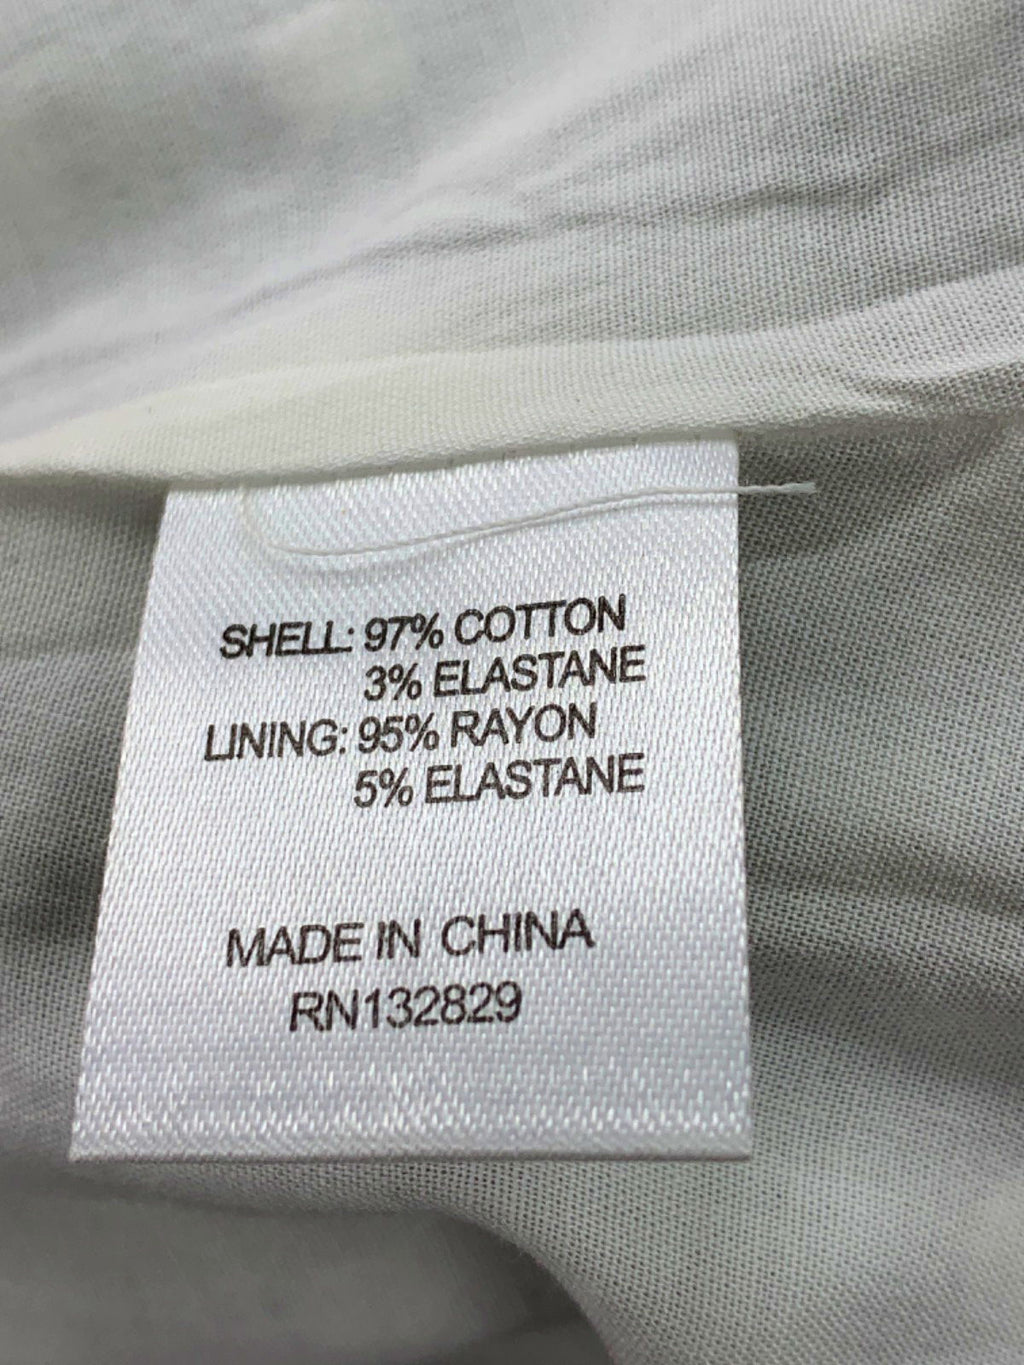 SHELL: 97% COTTON
3% ELASTANE
LINING: 95% RAYON
5% ELASTANE
MADE IN CHINA
RN132829